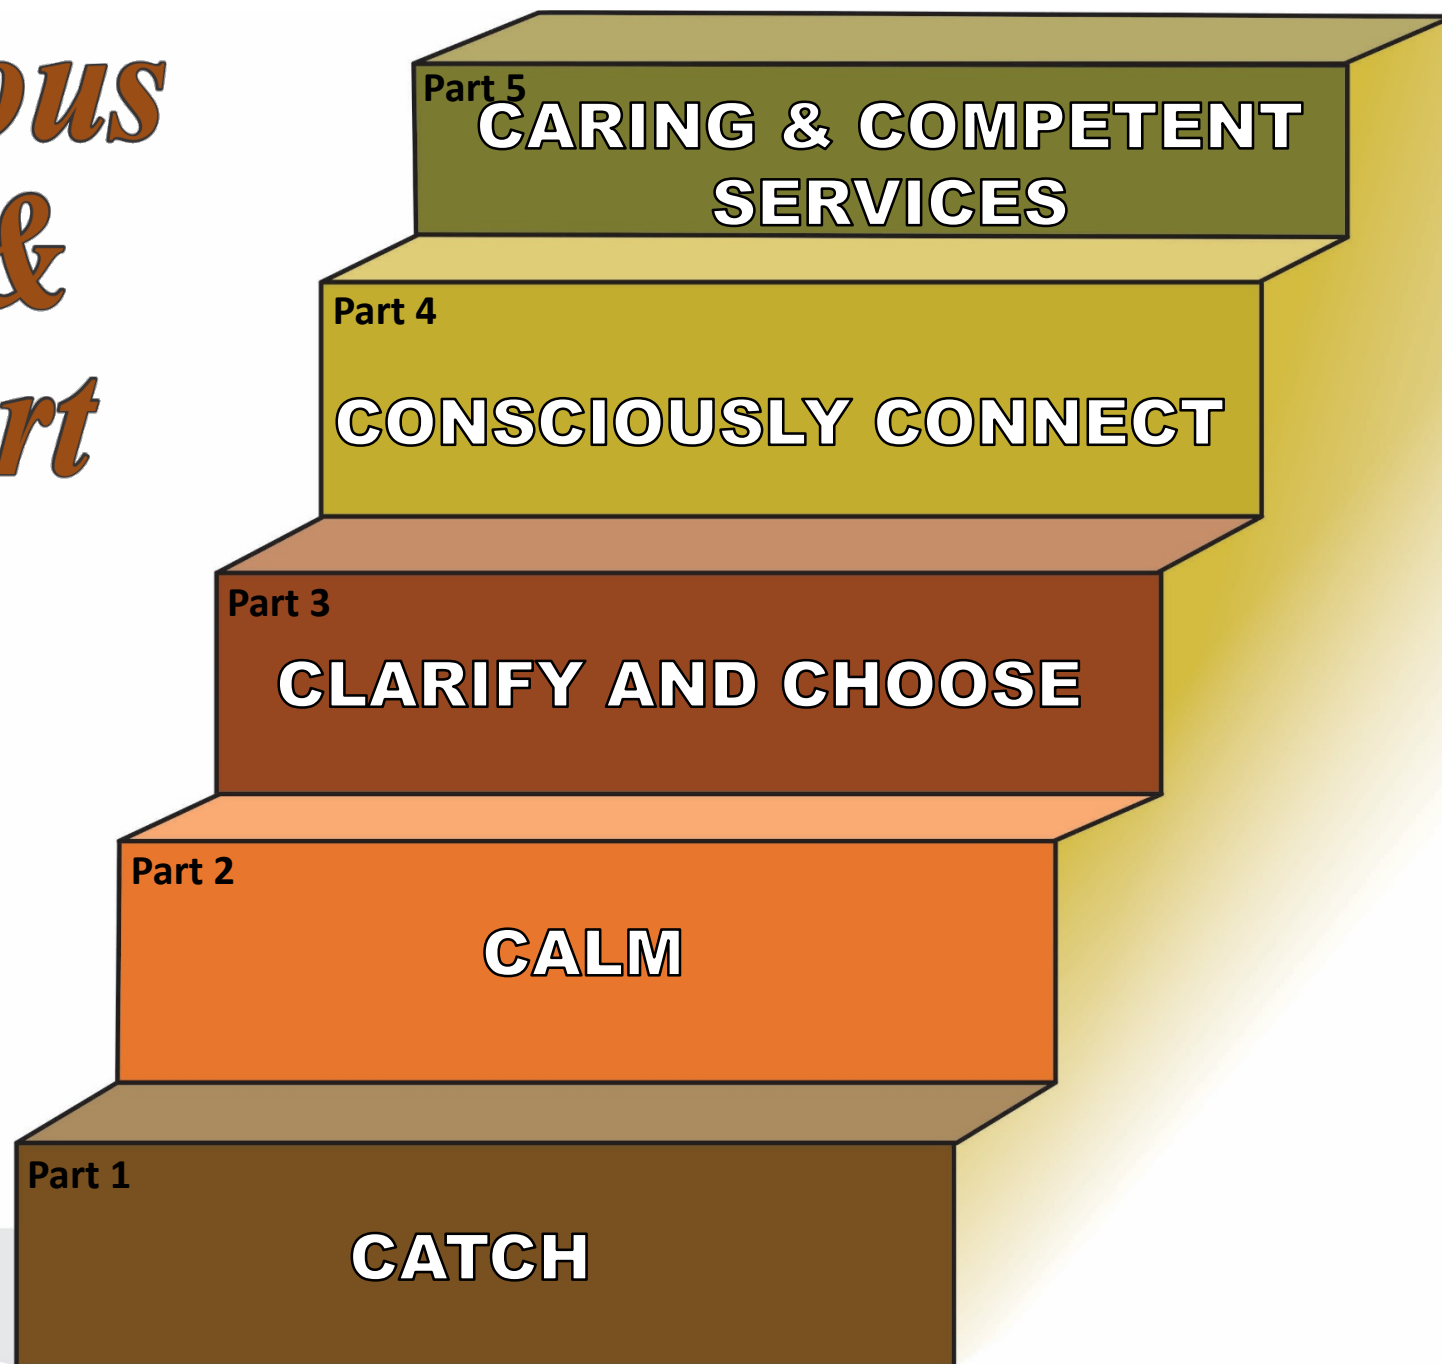 &
Part 5
CARING & COMPETENT
SERVICES
Part 4
CONSCIOUSLY CONNECT
Part 3
CLARIFY AND CHOOSE
Part 2
CALM
Part 1
CATCH